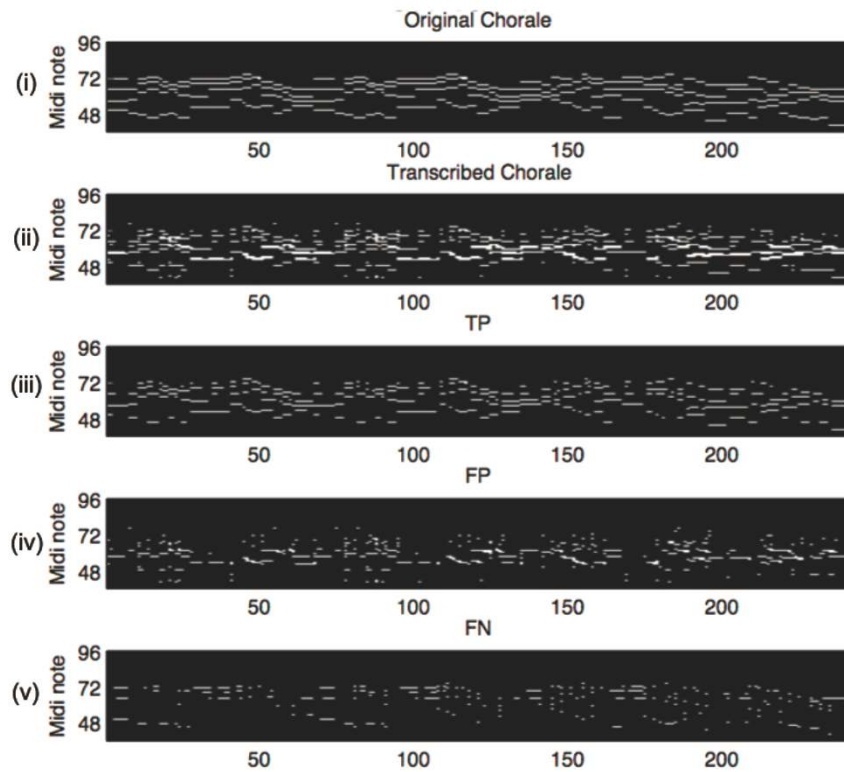 Original Chorale
(i)
Midi note
96
72
48
50 100 150 200
Transcribed Chorale
(ii)
Midi note
96
72
48
50 100 150 200
TP
(iii)
Midi note
96
72
48
50 100 150 200
FP
(iv)
Midi note
96
72
48
50 100 150 200
FN
(v)
Midi note
96
72
48
50 100 150 200